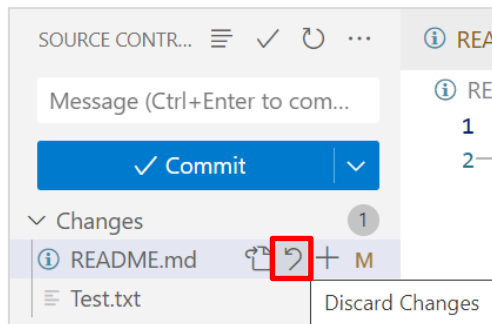 SOURCE CONTR...
REA
Message (Ctrl+Enter to com...
RE
1
Commit
2
Changes
1
README.md
M
Test.txt
Discard Changes